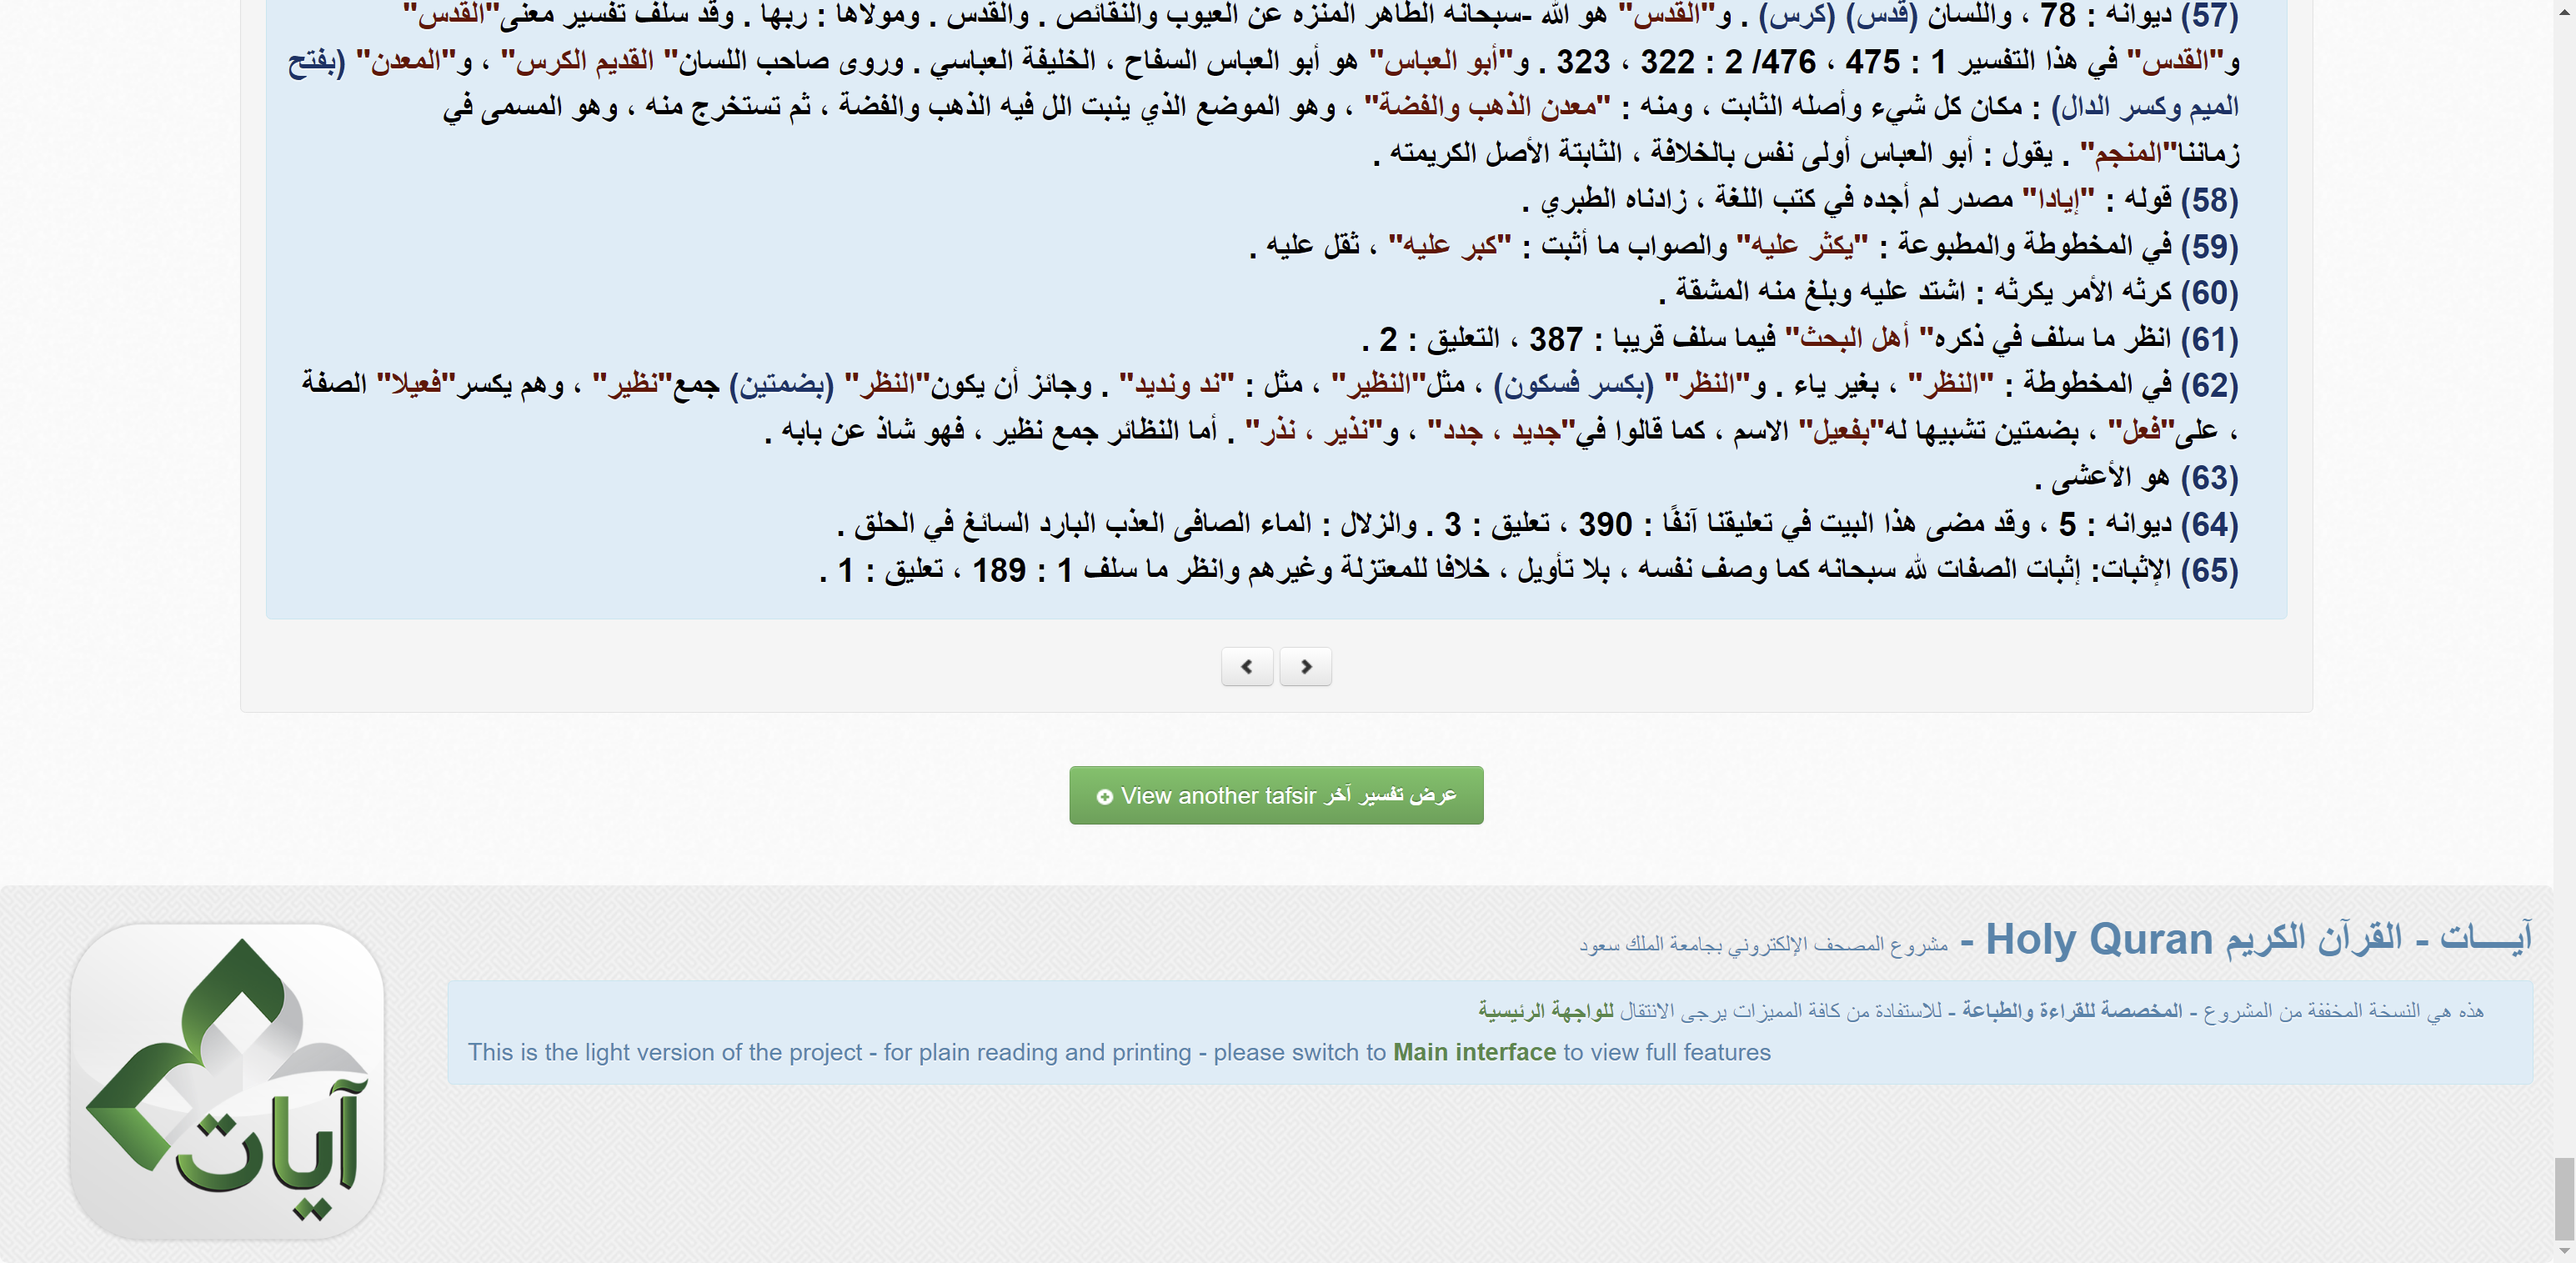 (57) ديوانه : 78 ، واللسان (قدس) (كرس) . و"القدس" هو الله -سبحانه الطاهر المنزه عن العيوب والنقائص . والقدس . ومولاها : ربها . وقد سلف تفسير معنى"القدس"
و"القدس" في هذا التفسير 1 : 475 ، 476/ 2 : 322 ، 323 . و"أبو العباس" هو أبو العباس السفاح ، الخليفة العباسي . وروى صاحب اللسان" القديم الكرس" ، و"المعدن" (بفتح
الميم وكسر الدال) : مكان كل شيء وأصله الثابت ، ومنه : "معدن الذهب والفضة" ، وهو الموضع الذي ينبت الل فيه الذهب والفضة ، ثم تستخرج منه ، وهو المسمى في
زماننا"المنجم" . يقول : أبو العباس أولى نفس بالخلافة ، الثابتة الأصل الكريمته .
(58) قوله : "إيادا" مصدر لم أجده في كتب اللغة ، زادناه الطبري .
(59) في المخطوطة والمطبوعة : "يكثر عليه" والصواب ما أثبت : "كبر عليه" ، ثقل عليه .
(60) كرثه الأمر يكرثه : اشتد عليه وبلغ منه المشقة .
(61) انظر ما سلف في ذكره" أهل البحث" فيما سلف قريبا : 387 ، التعليق : 2 .
(62) في المخطوطة : "النظر" ، بغير ياء . و"النظر" (بكسر فسكون) ، مثل"النظير" ، مثل : "ند ونديد" . وجائز أن يكون"النظر" (بضمتين) جمع"نظير" ، وهم يكسر"فعيلا" الصفة
، على"فعل" ، بضمتين تشبيها له"بفعيل" الاسم ، كما قالوا في"جديد ، جدد" ، و"نذير ، نذر" . أما النظائر جمع نظير ، فهو شاذ عن بابه .
(63) هو الأعشى .
(64) ديوانه : 5 ، وقد مضى هذا البيت في تعليقنا آنفًا : 390 ، تعليق : 3 . والزلال : الماء الصافى العذب البارد السائغ في الحلق .
(65) الإثبات: إثبات الصفات لله سبحانه كما وصف نفسه ، بلا تأويل ، خلافا للمعتزلة وغيرهم وانظر ما سلف 1 : 189 ، تعليق : 1 .
عرض تفسير آخر View another tafsir
آيـــات - القرآن الكريم Holy Quran - مشروع المصحف الإلكتروني بجامعة الملك سعود
هذه هي النسخة المخففة من المشروع - المخصصة للقراءة والطباعة - للاستفادة من كافة المميزات يرجى الانتقال للواجهة الرئيسية
This is the light version of the project - for plain reading and printing - please switch to Main interface to view full features
آيات